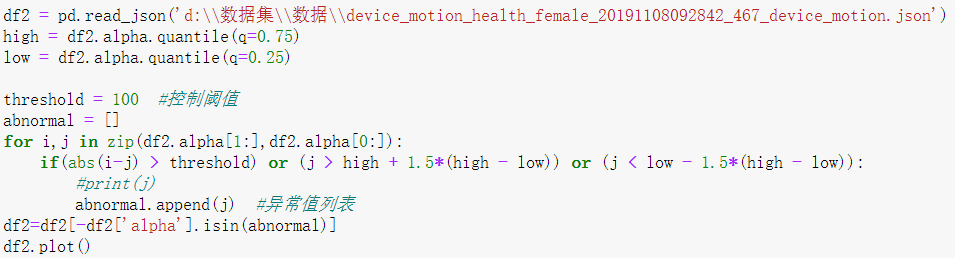 df2 = pd.read_json('d:\\数据集\\数据\\device_motion_health_female_20191108092842_467_device_motion.json')
high = df2.alpha.quantile(q=0.75)
low = df2.alpha.quantile(q=0.25)
threshold = 100  #控制阈值
abnormal = []
for i,j in zip(df2.alpha[1:],df2.alpha[0:]):
    if(abs(i-j) > threshold) or (j > high + 1.5*(high - low)) or (j < low - 1.5*(high - low)):
        #print(j)
        abnormal.append(j)  #异常值列表
df2=df2[-df2['alpha'].isin(abnormal)]
df2.plot()